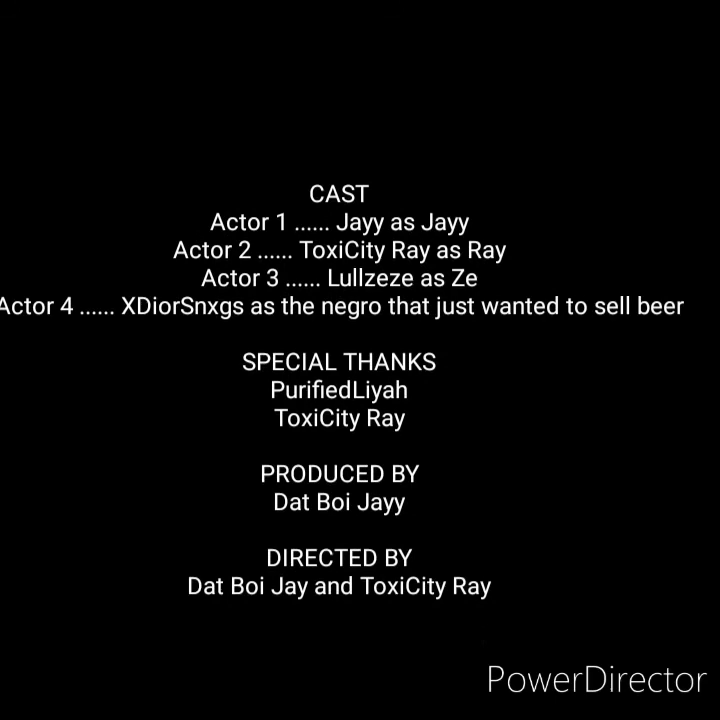 CAST
Actor 1 ...... Jayy as Jayy
Actor 2 ...... ToxiCity Ray as Ray
Actor 3 ...... Lullzeze as Ze
Actor 4 ...... XDiorSnxgs as the negro that just wanted to sell beer
SPECIAL THANKS
PurifiedLiyah
ToxiCity Ray
PRODUCED BY
Dat Boi Jayy
DIRECTED BY
Dat Boi Jay and ToxiCity Ray
PowerDirector